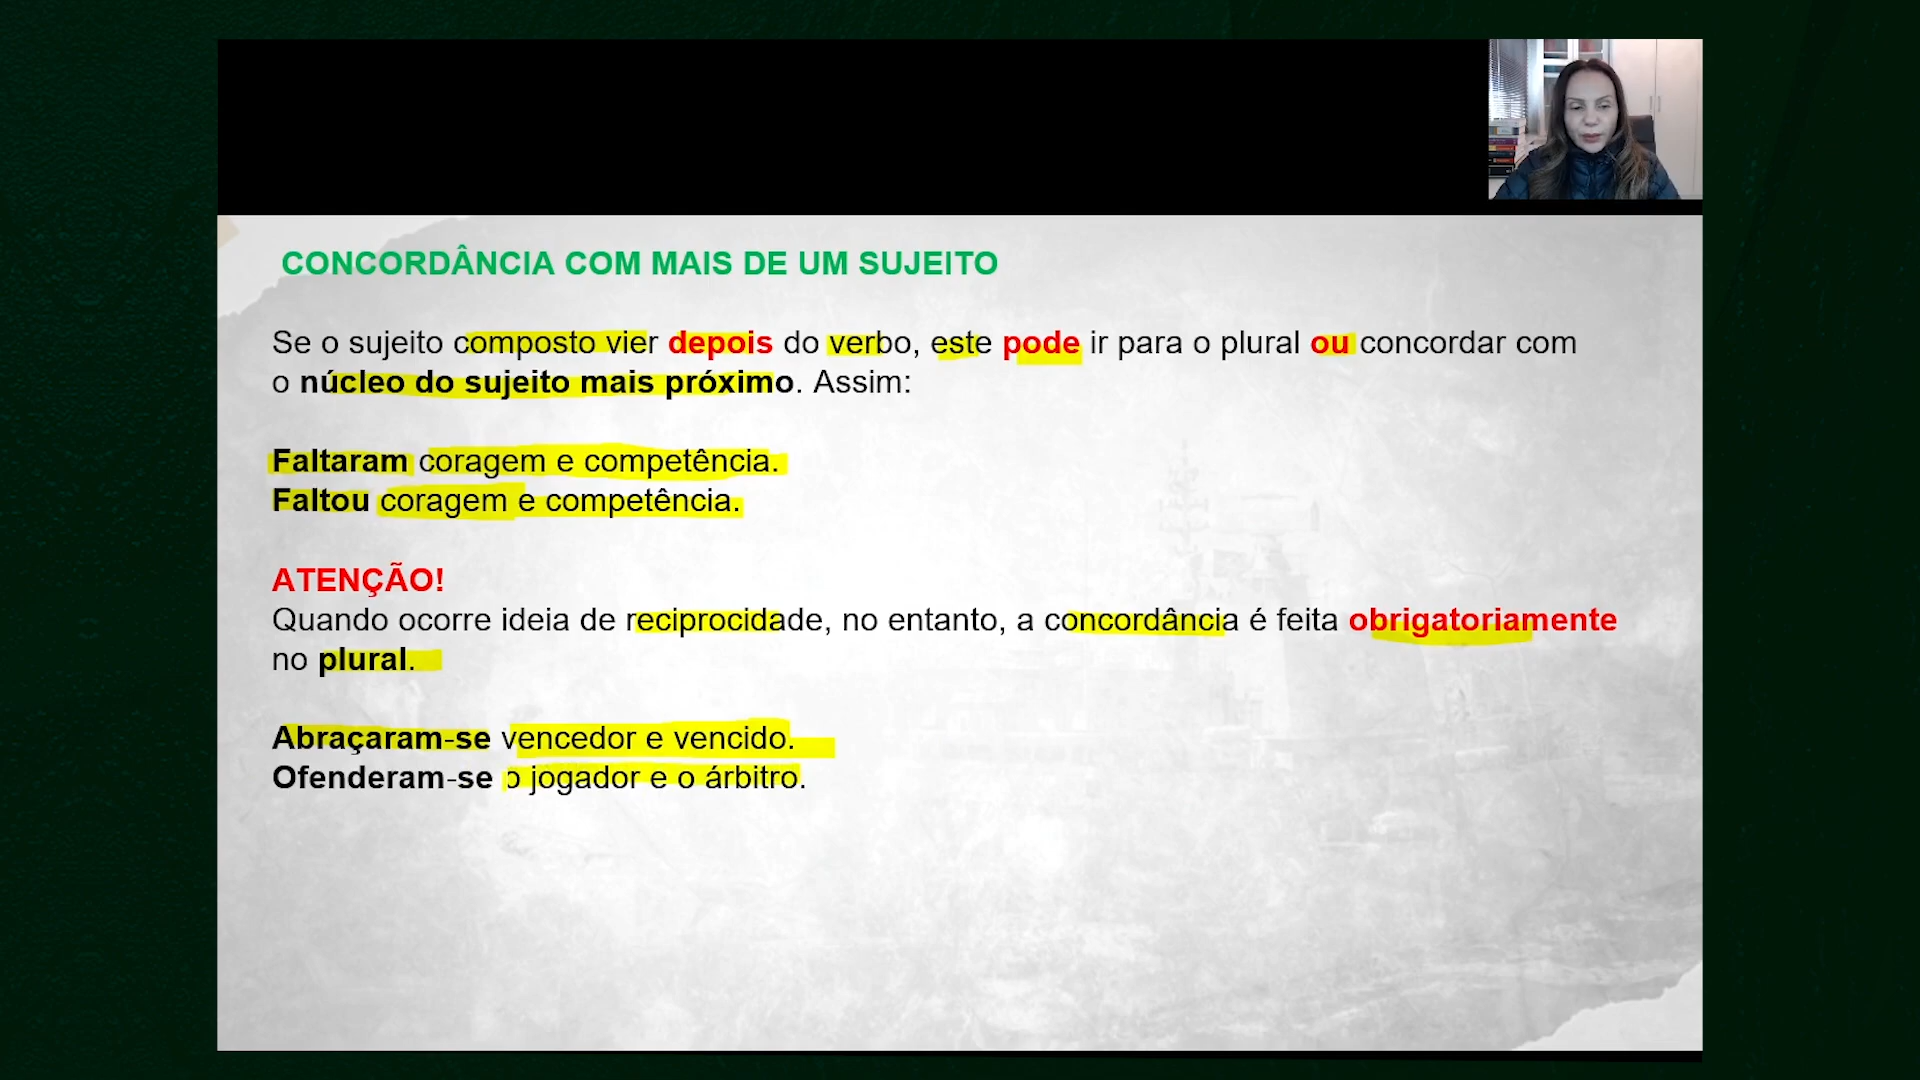 CONCORDÂNCIA COM MAIS DE UM SUJEITO
Se o sujeito composto vier depois do verbo, este pode ir para o plural ou concordar com
o núcleo do sujeito mais próximo. Assim:
Faltaram coragem e competência.
Faltou coragem e competência.
ATENÇÃO!
Quando ocorre ideia de reciprocidade, no entanto, a concordância é feita obrigatoriamente
no plural.
Abraçaram-se vencedor e vencido.
Ofenderam-se o jogador e o árbitro.